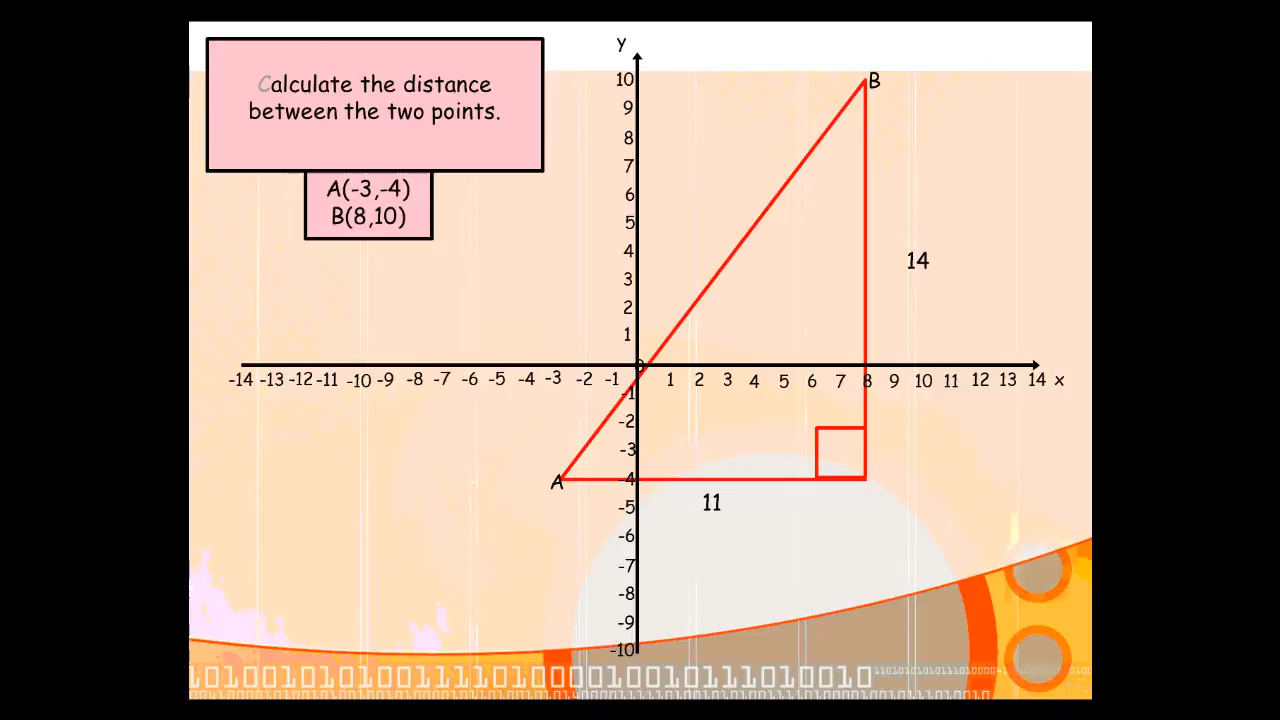 Calculate the distance
between the two points.
A(-3,-4)
B(8,10)
y
10
B
9
8
7
6
5
4
14
3
2
1
0
-14 -13 -12 -11 -10 -9 -8 -7 -6 -5 -4 -3 -2 -1 1 2 3 4 5 6 7 8 9 10 11 12 13 14 x
-1
-2
-3
A
-4
11
-5
-6
-7
-8
-9
-10